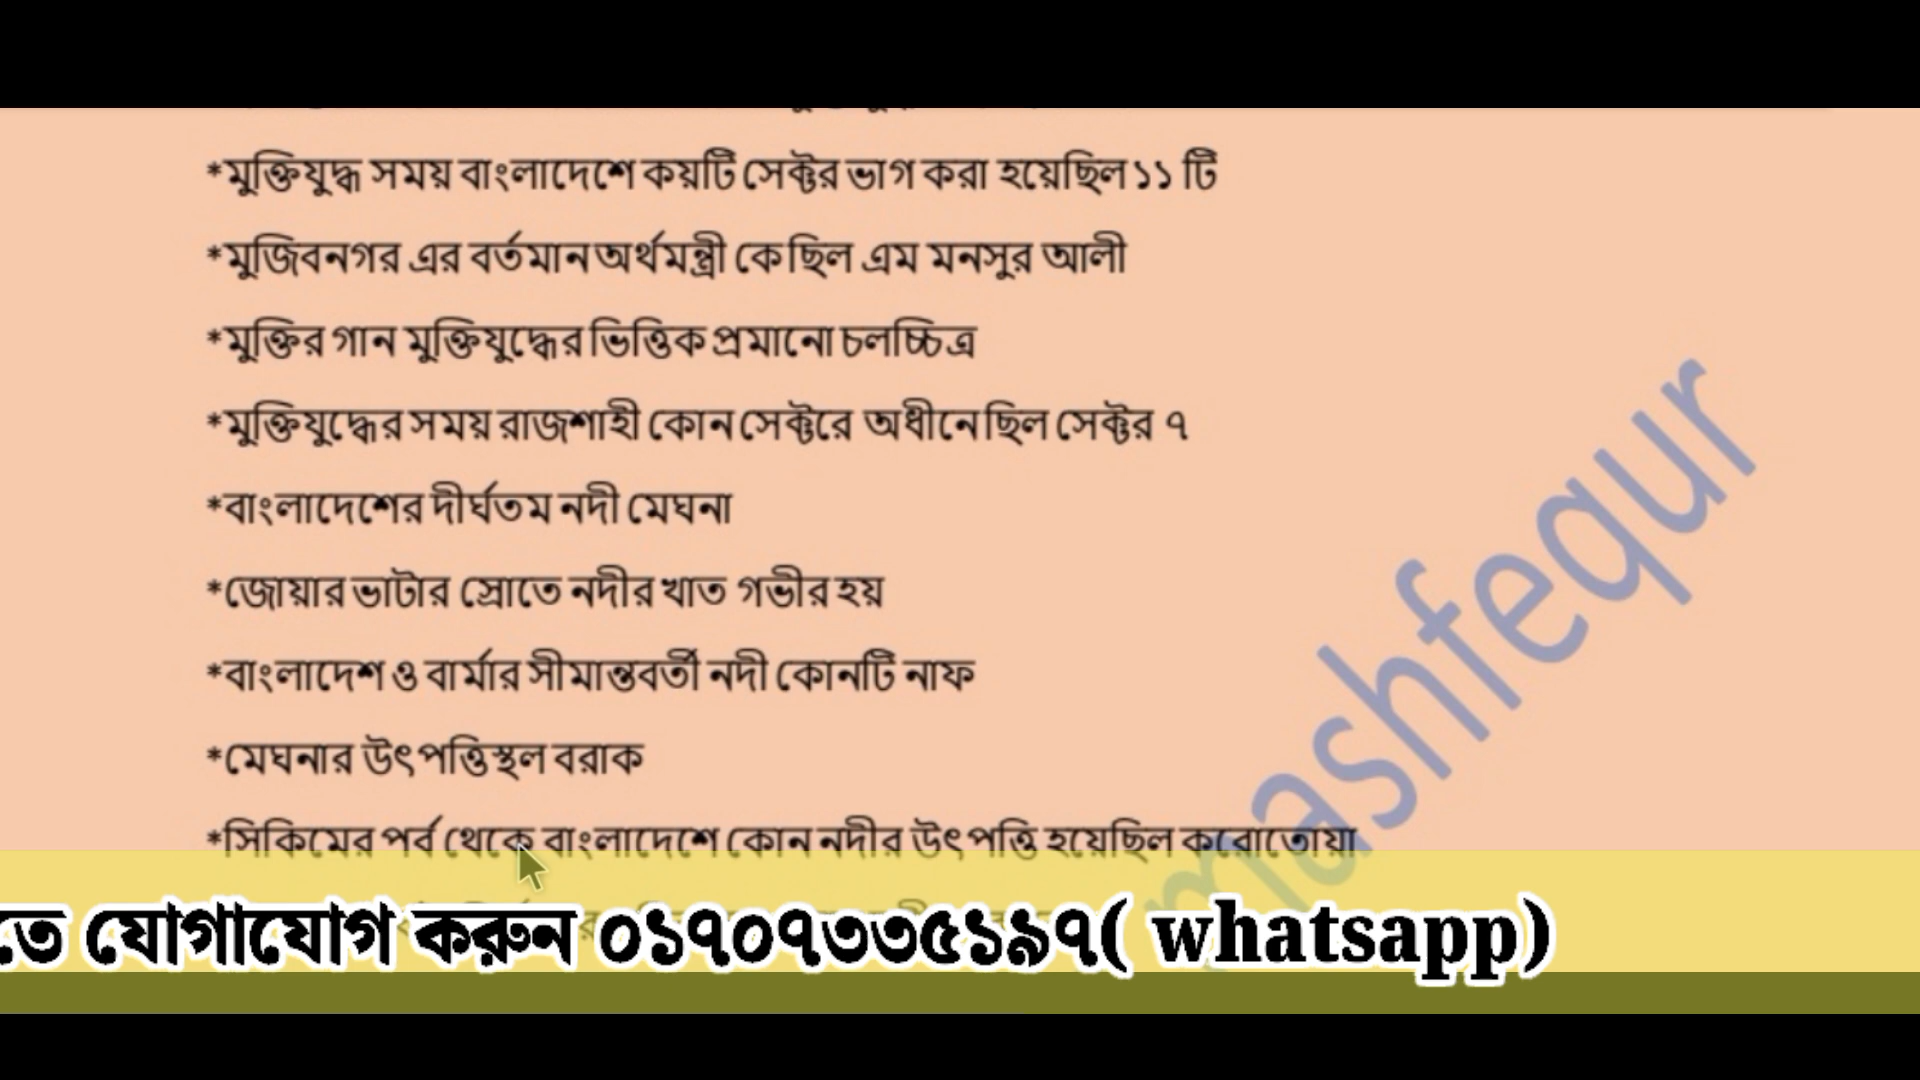 *মুক্তিযুদ্ধ সময় বাংলাদেশে কয়টি সেক্টর ভাগ করা হয়েছিল ১১ টি
*মুজিবনগর এর বর্তমান অর্থমন্ত্রী কে ছিল এম মনসুর আলী
*মুক্তির গান মুক্তিযুদ্ধের ভিত্তিক প্রমানো চলচ্চিত্র
*মুক্তিযুদ্ধের সময় রাজশাহী কোন সেক্টরে অধীনে ছিল সেক্টর ৭
*বাংলাদেশের দীর্ঘতম নদী মেঘনা
*জোয়ার ভাটার স্রোতে নদীর খাত গভীর হয়
*বাংলাদেশ ও বার্মার সীমান্তবর্তী নদী কোনটি নাফ
*মেঘনার উৎপত্তিস্থল বরাক
*সিকিমের পর্ব থেকে বাংলাদেশে কোন নদীর উৎপত্তি হয়েছিল করোতোয়া
তে যোগাযোগ করুন ০১৭০৭৩৩৫১৯৭( whatsapp)
mashfequr